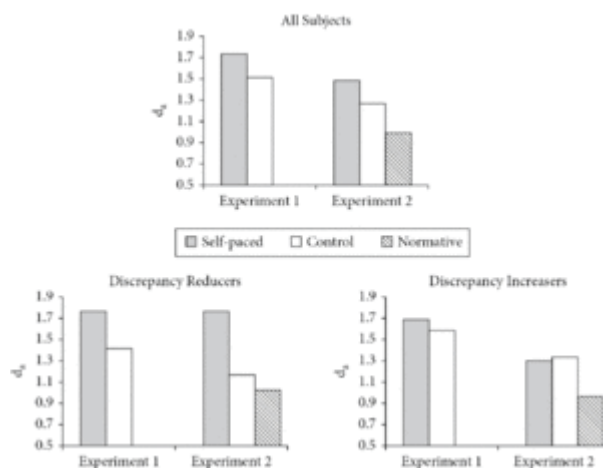 All Subjects
1.9
1.7
1.5
1.3
1.1
0.9
0.7
0.5
d_a
Experiment 1 Experiment 2
Self-paced Control Normative
Discrepancy Reducers
1.9
1.7
1.5
1.3
1.1
0.9
0.7
0.5
d_a
Experiment 1 Experiment 2
Discrepancy Increasers
1.9
1.7
1.5
1.3
1.1
0.9
0.7
0.5
d_a
Experiment 1 Experiment 2